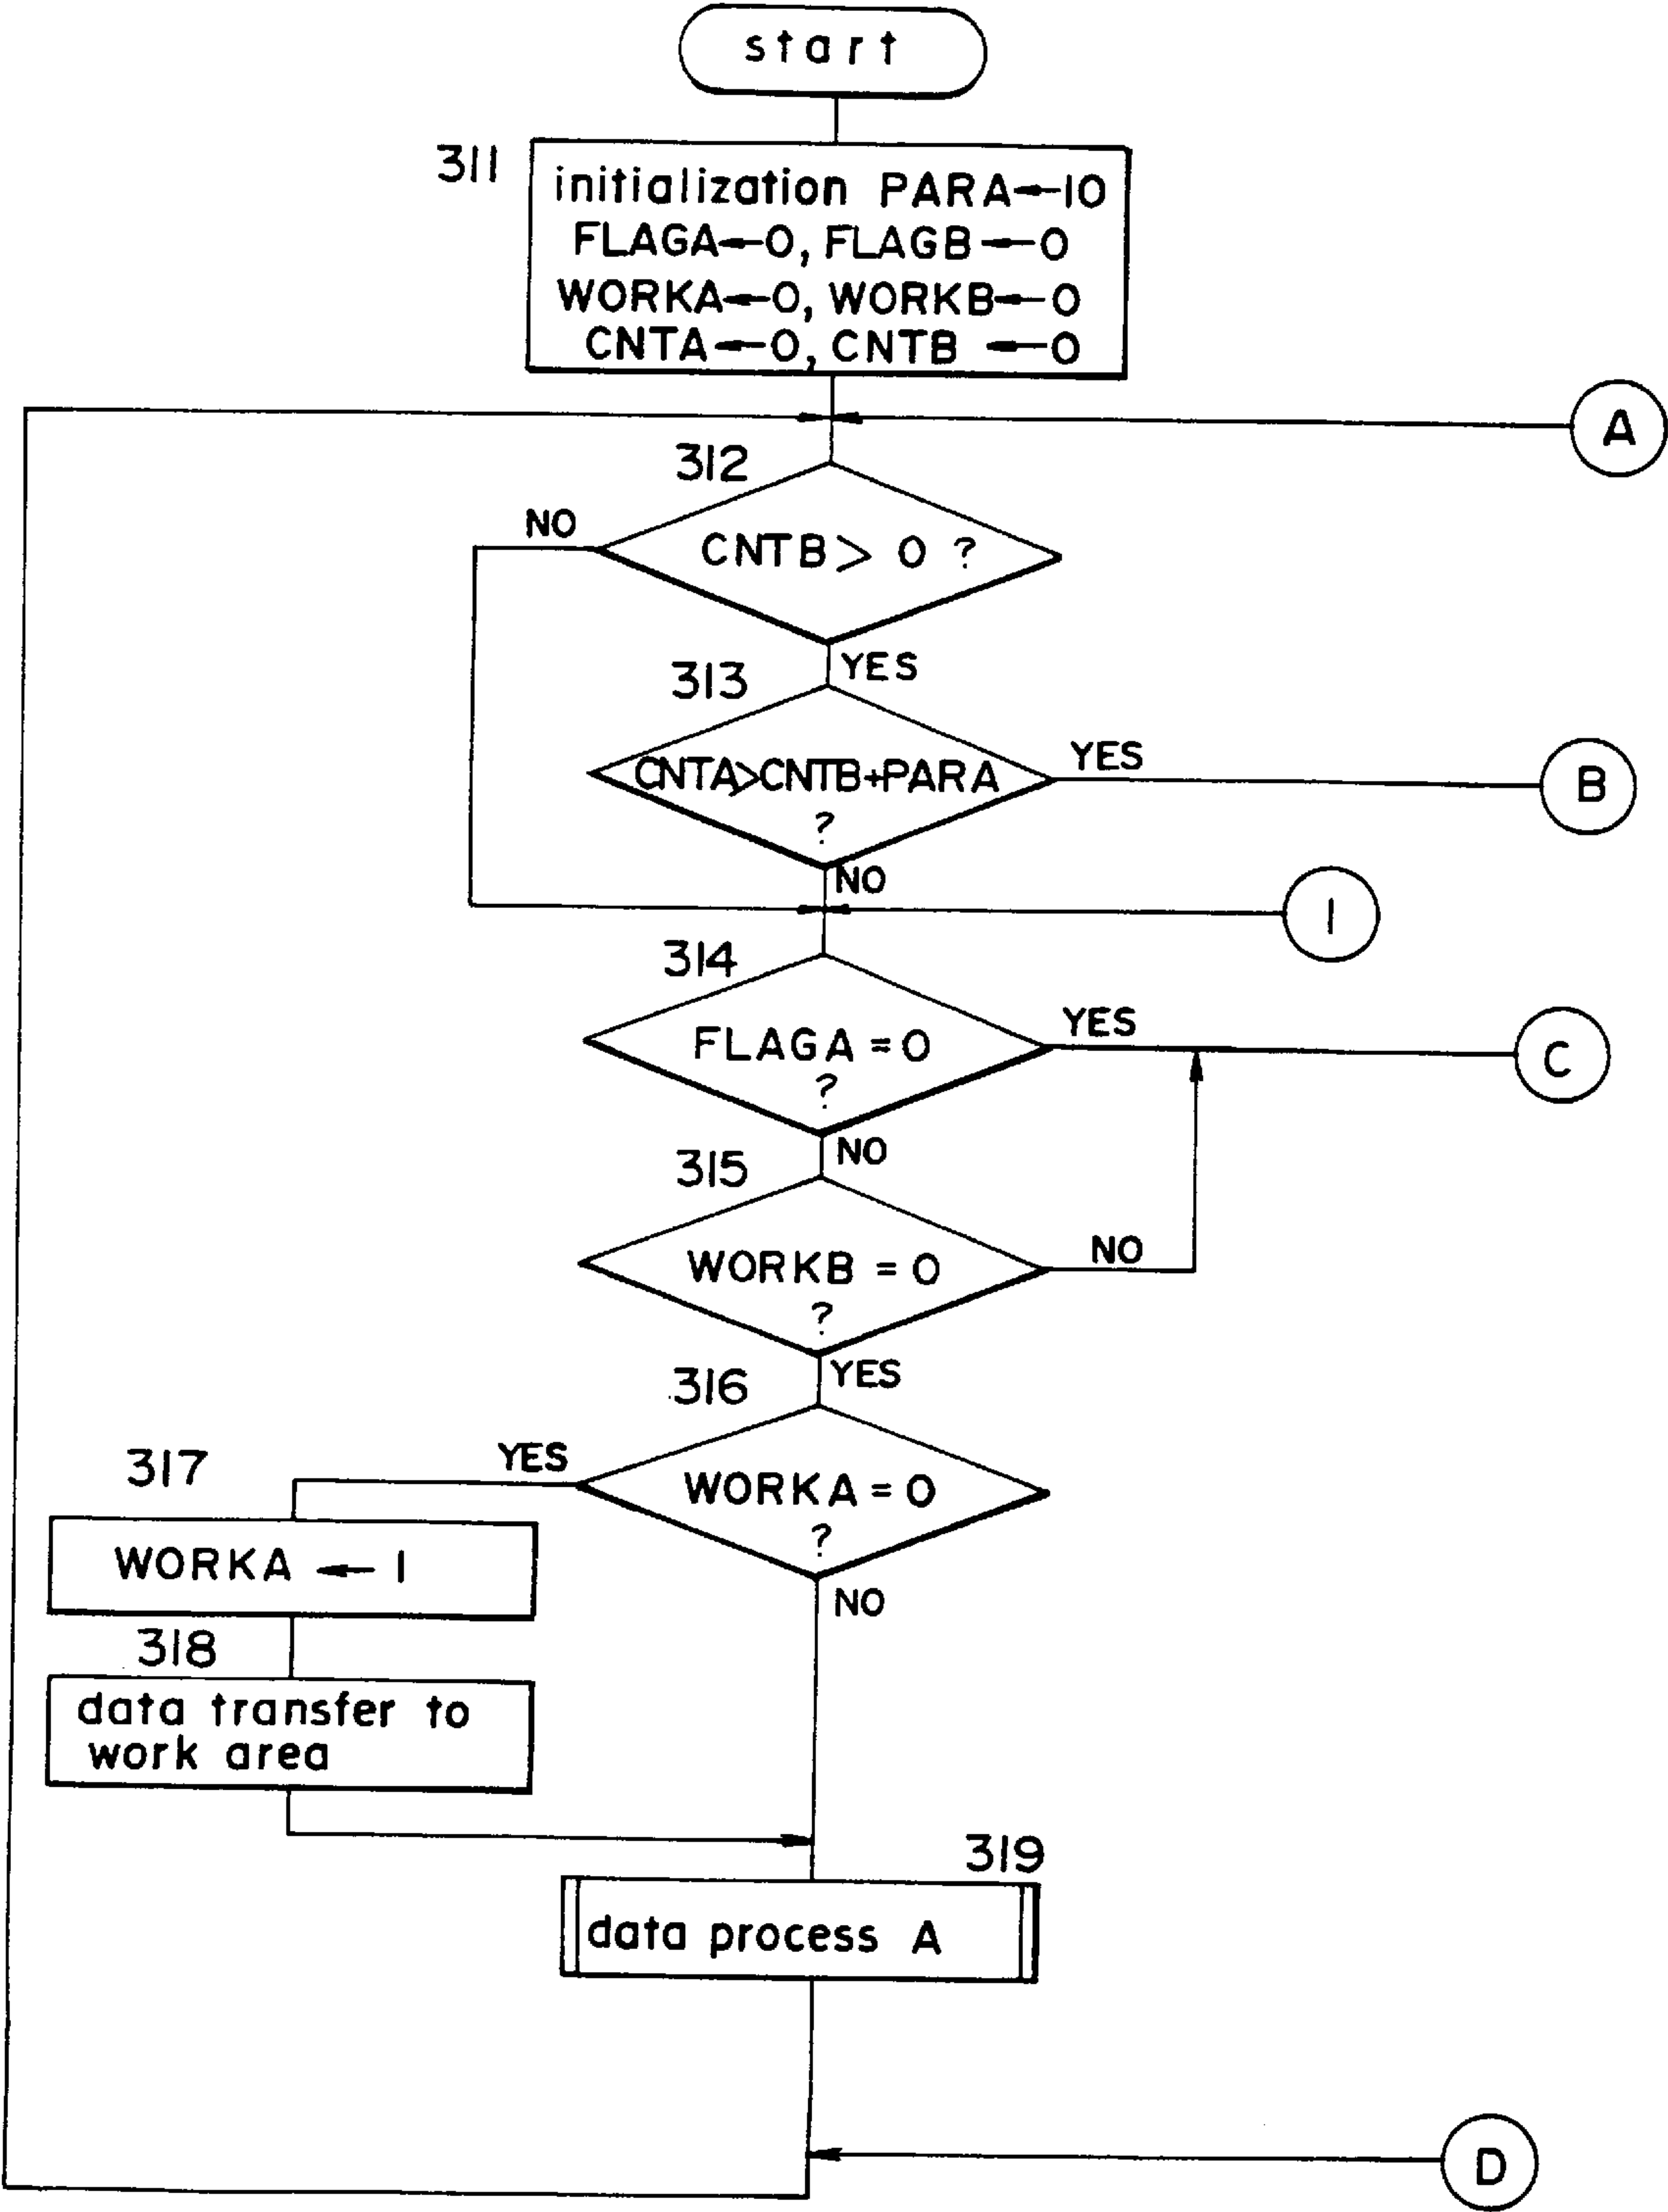 start
311
initialization PARA←10
FLAGA←0, FLAGB←0
WORKA←0, WORKB←0
CNTA←0, CNTB ←0
A
312
NO
CNTB> 0 ?
YES
313
CNTA>CNTB+PARA
?
YES
B
NO
1
314
FLAGA=0
?
YES
C
NO
315
WORKB = 0
?
NO
YES
316
YES
WORKA = 0
?
317
WORKA ← 1
NO
318
data transfer to
work area
319
data process A
D